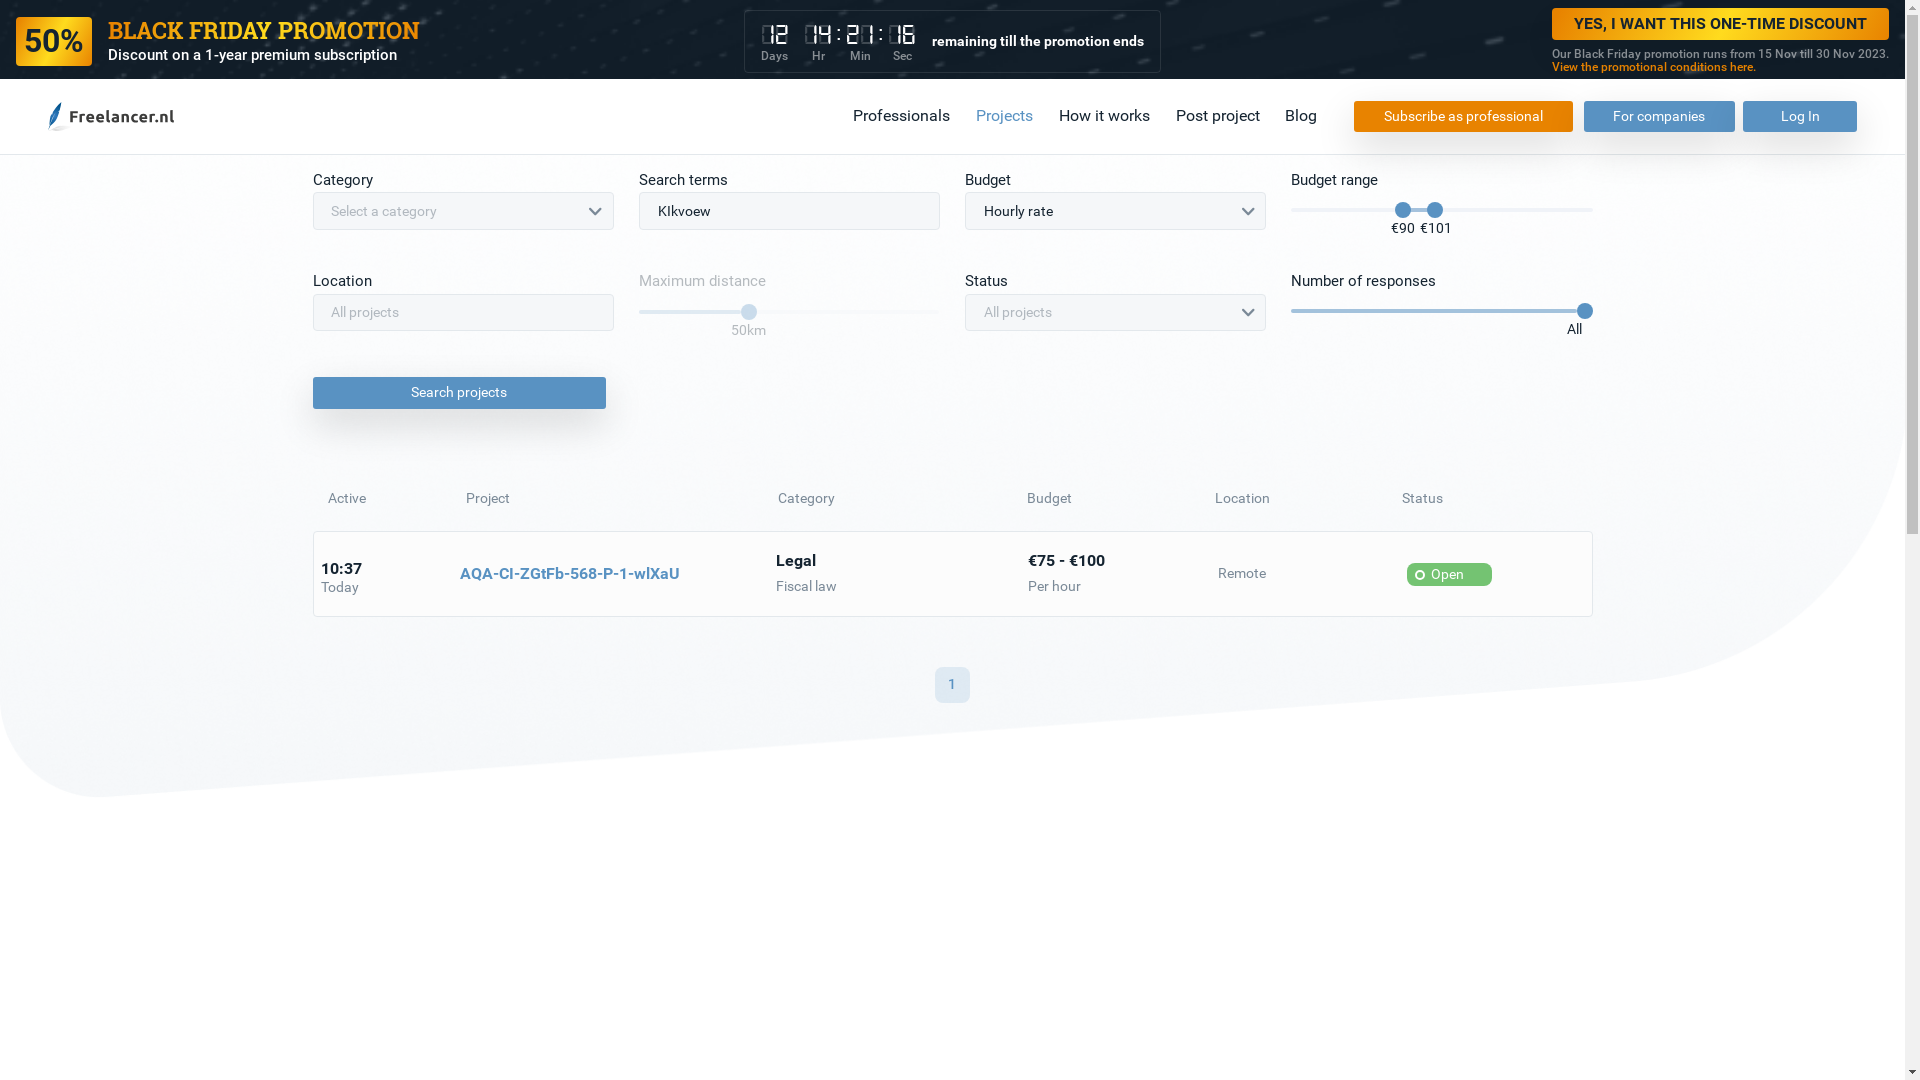 50%
BLACK FRIDAY PROMOTION
Discount on a 1-year premium subscription
12 14 : 21 : 16
Days Hr Min Sec
remaining till the promotion ends
YES, I WANT THIS ONE-TIME DISCOUNT
Our Black Friday promotion runs from 15 Nov till 30 Nov 2023.
View the promotional conditions here.
Freelancer.nl
Professionals Projects How it works Post project Blog Subscribe as professional For companies Log In
Category Search terms Budget Budget range
Select a category KIkvoew Hourly rate
€90 €101
Location Maximum distance Status Number of responses
All projects All projects
50km All
Search projects
Active Project Category Budget Location Status
10:37 AQA-CI-ZGtFb-568-P-1-wlXaU Legal €75 - €100 Remote Open
Today Fiscal law Per hour
1